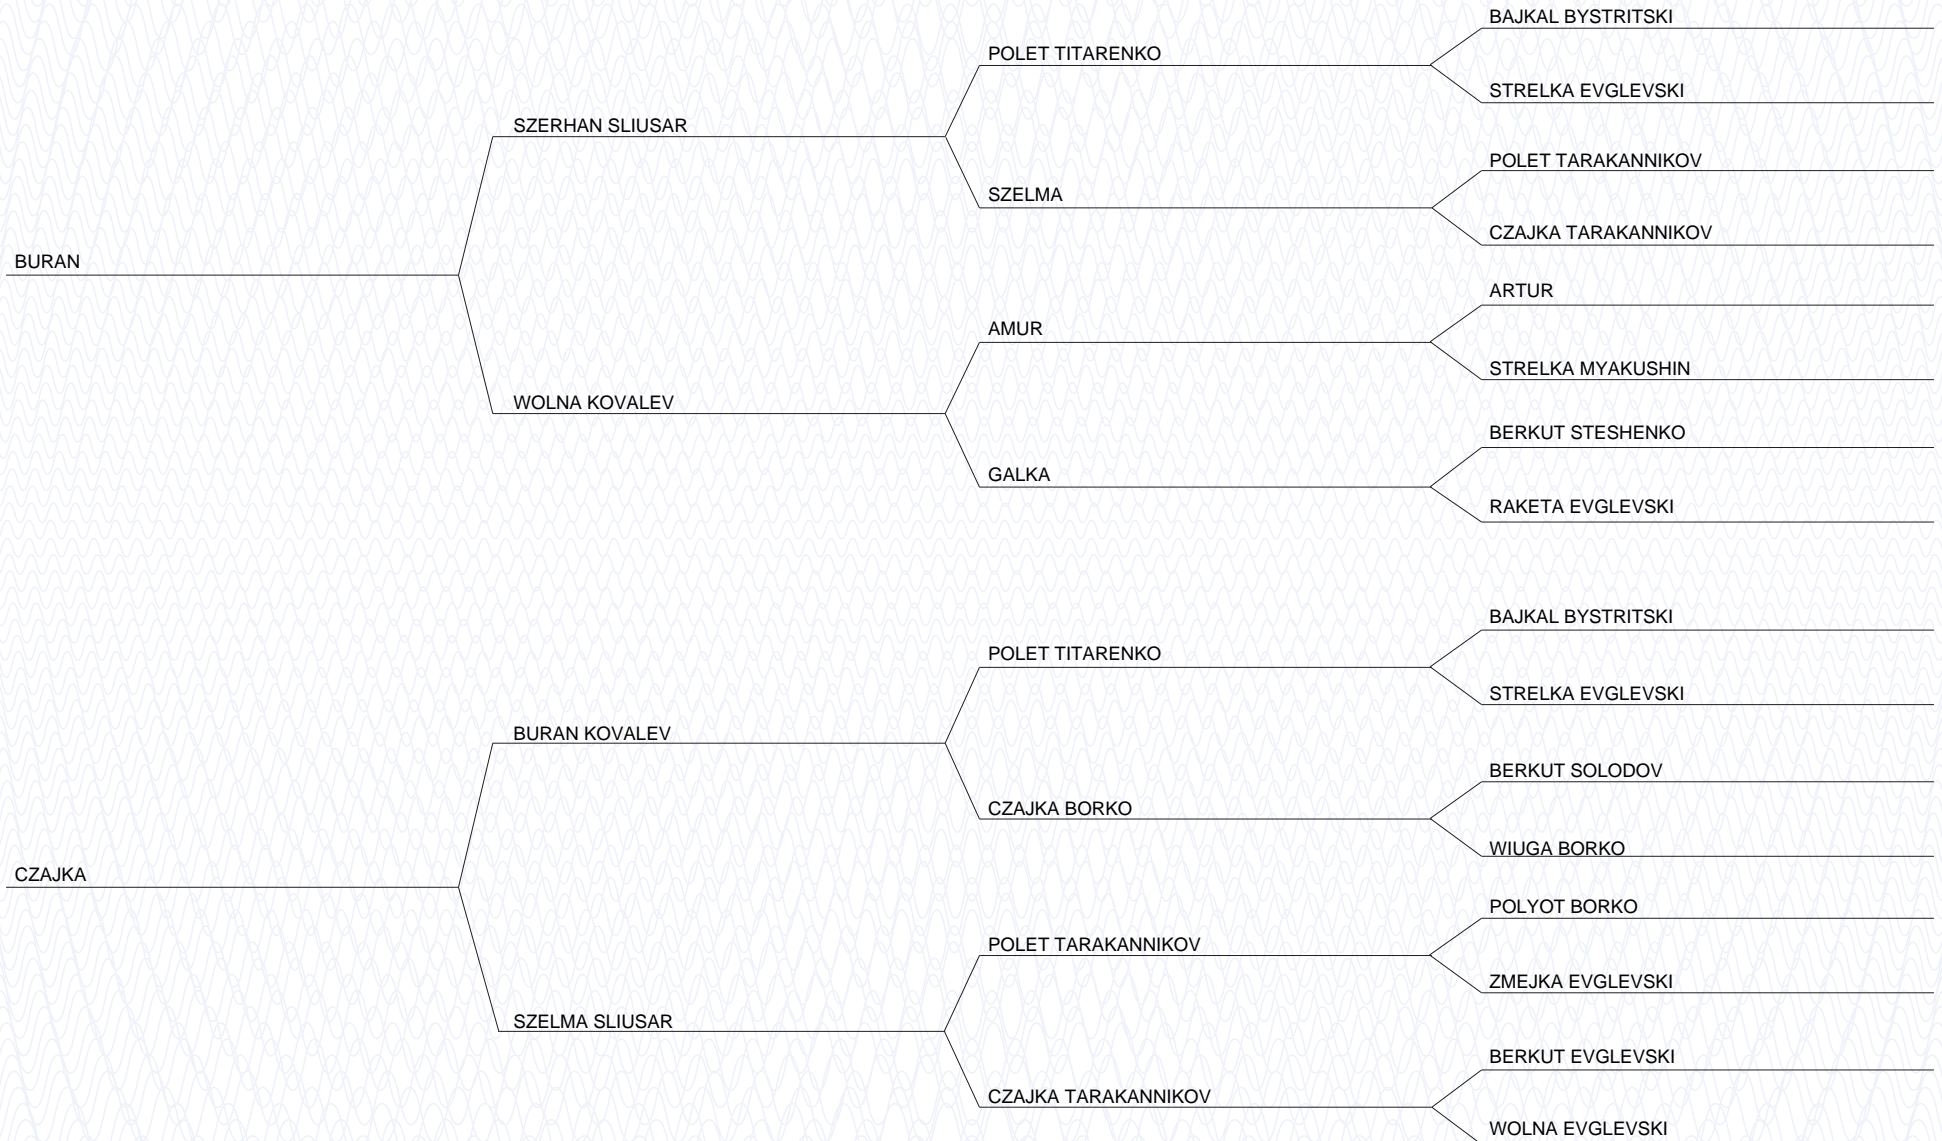 BAJKAL BYSTRITSKI
POLET TITARENKO
STRELKA EVGLEVSKI
SZERHAN SLIUSAR
POLET TARAKANNIKOV
SZELMA
CZAJKA TARAKANNIKOV
BURAN
ARTUR
AMUR
STRELKA MYAKUSHIN
WOLNA KOVALEV
BERKUT STESHENKO
GALKA
RAKETA EVGLEVSKI
BAJKAL BYSTRITSKI
POLET TITARENKO
STRELKA EVGLEVSKI
BURAN KOVALEV
BERKUT SOLODOV
CZAJKA BORKO
WIUGA BORKO
CZAJKA
POLYOT BORKO
POLET TARAKANNIKOV
ZMEJKA EVGLEVSKI
SZELMA SLIUSAR
BERKUT EVGLEVSKI
CZAJKA TARAKANNIKOV
WOLNA EVGLEVSKI